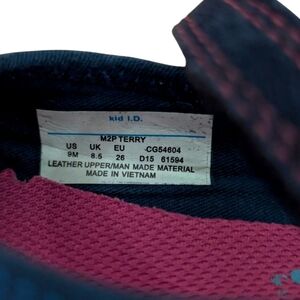 kid I.D.
M2P TERRY
US UK EU CG54604
9M 8.5 26 D15 61594
LEATHER UPPER/MAN MADE MATERIAL
MADE IN VIETNAM